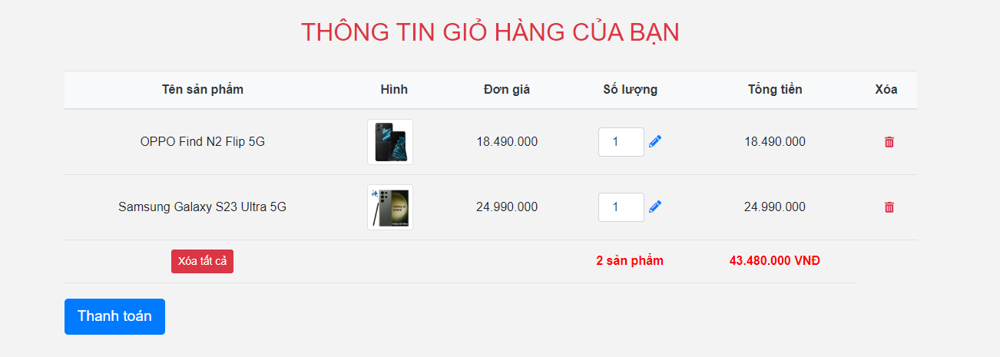 THÔNG TIN GIỎ HÀNG CỦA BẠN
Tên sản phẩm Hình Đơn giá Số lượng Tổng tiền Xóa
OPPO Find N2 Flip 5G 18.490.000 1 18.490.000
Samsung Galaxy S23 Ultra 5G 24.990.000 1 24.990.000
Xóa tất cả 2 sản phẩm 43.480.000 VNĐ
Thanh toán